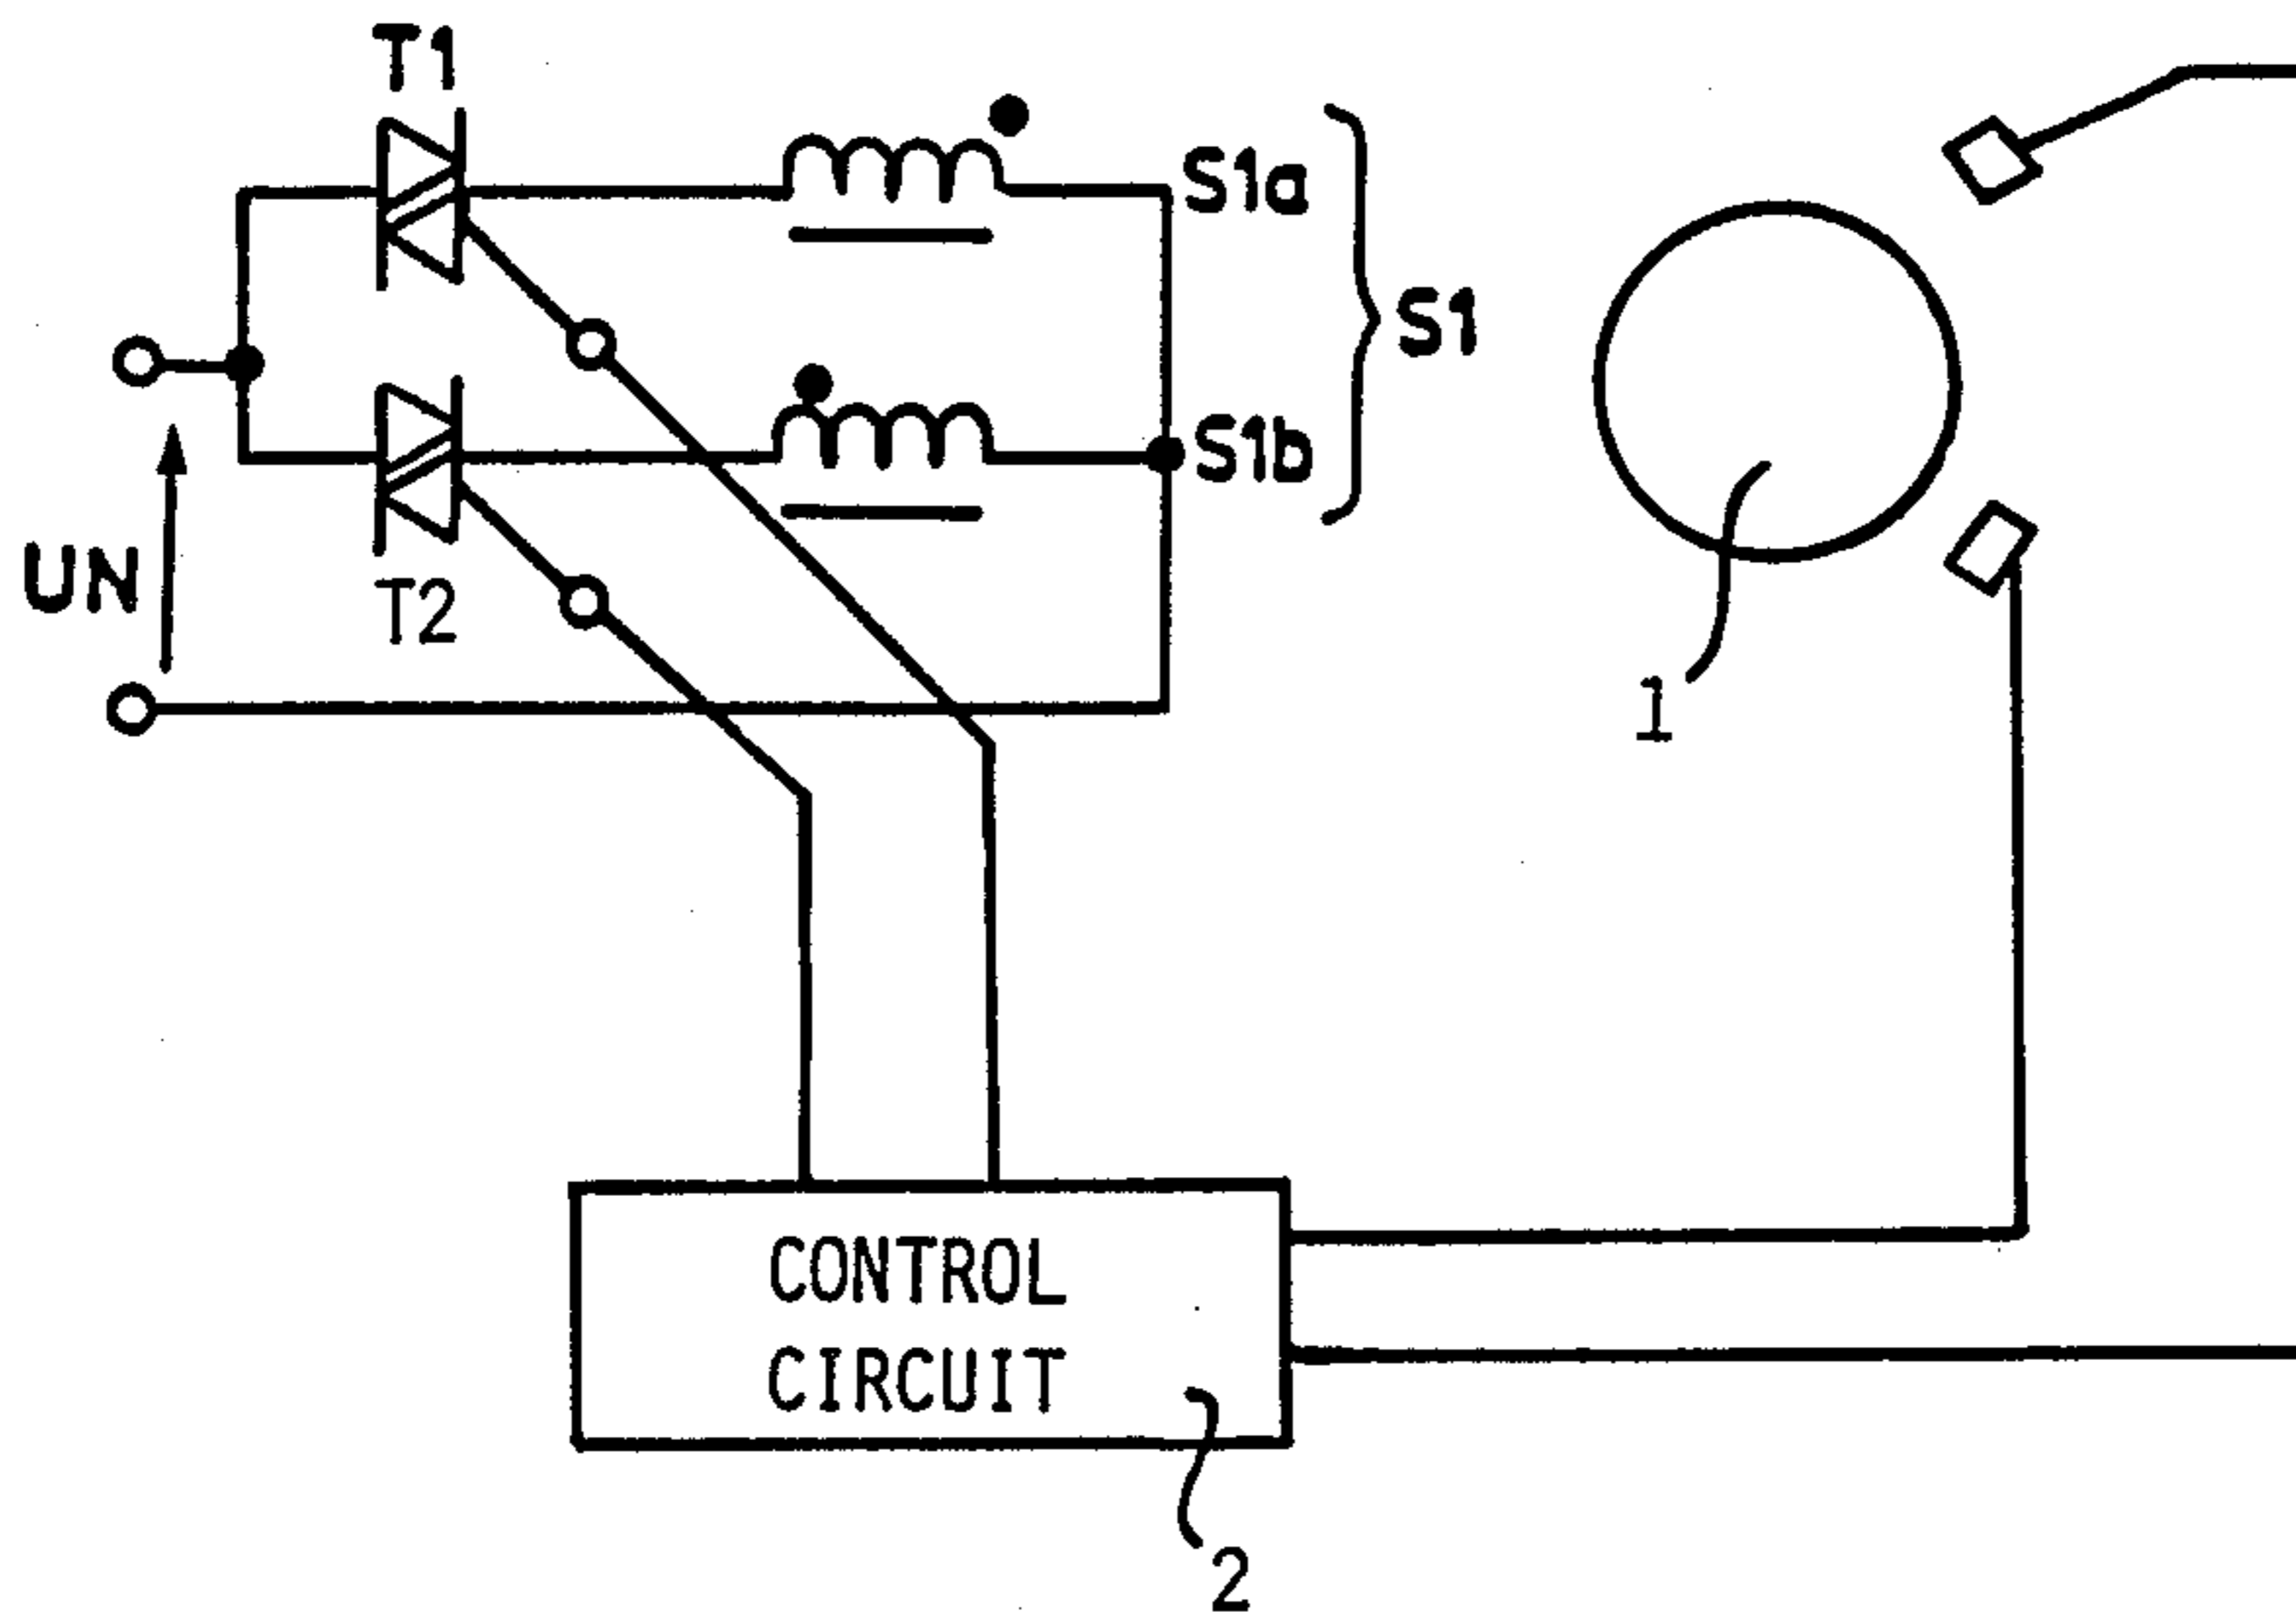 T1
S1a
S1
S1b
UN
T2
1
CONTROL
CIRCUIT
2